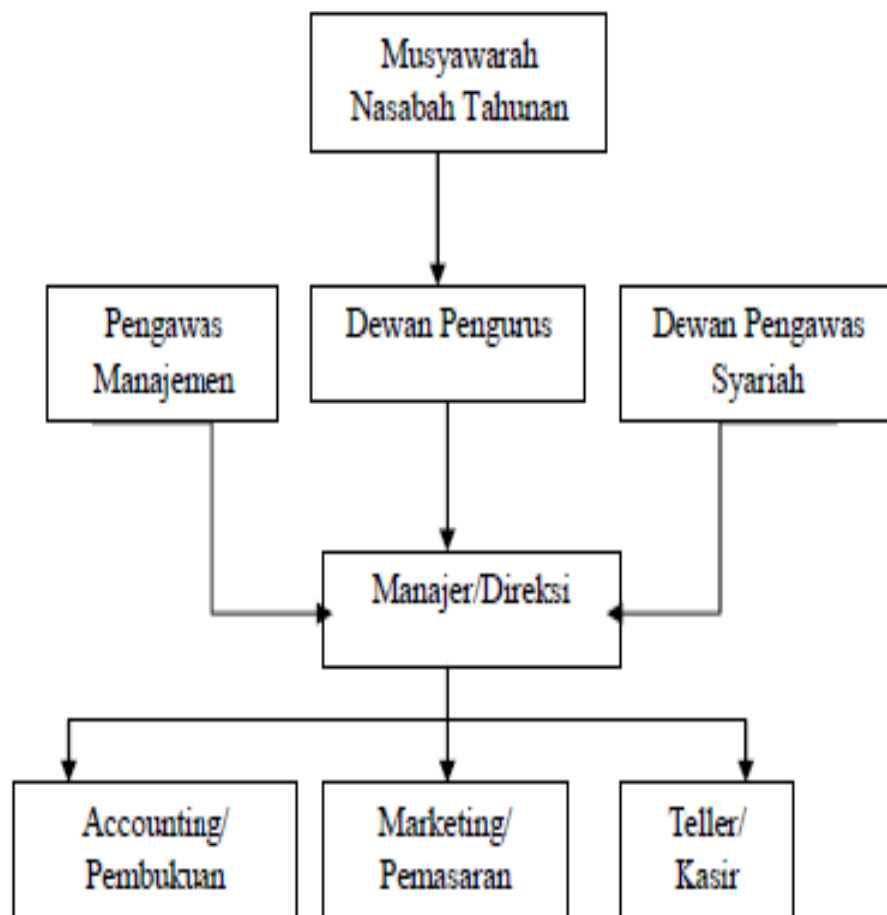 Musyawarah
Nasabah Tahunan
Pengawas
Manajemen
Dewan Pengurus
Dewan Pengawas
Syariah
Manajer/Direksi
Accounting/
Pembukuan
Marketing/
Pemasaran
Teller/
Kasir